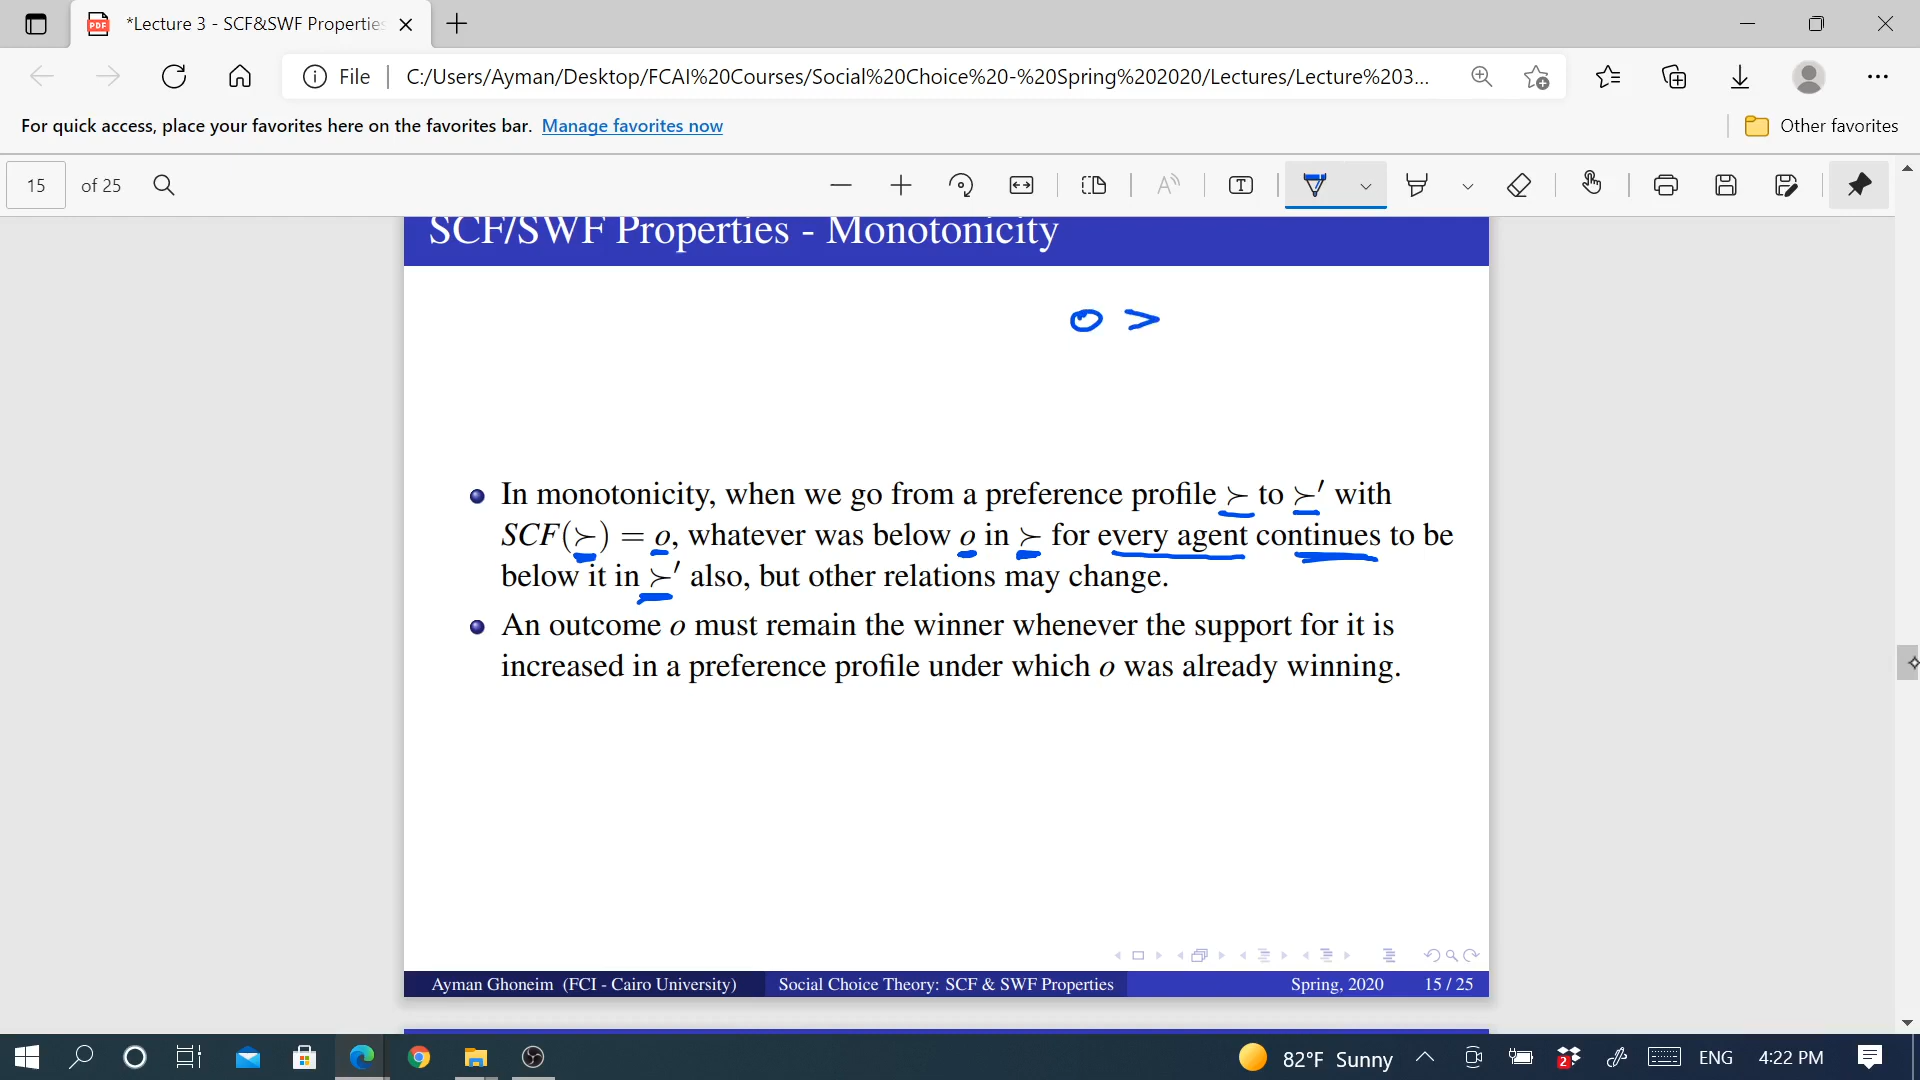 *Lecture 3 - SCF&SWF Properties
File
C:/Users/Ayman/Desktop/FCAI%20Courses/Social%20Choice%20-%20Spring%202020/Lectures/Lecture%203...
For quick access, place your favorites here on the favorites bar. Manage favorites now
Other favorites
15 of 25
SCF/SWF Properties - Monotonicity
o >
In monotonicity, when we go from a preference profile ≻ to ≻′ with
SCF(≻) = o, whatever was below o in ≻ for every agent continues to be
below it in ≻′ also, but other relations may change.
An outcome o must remain the winner whenever the support for it is
increased in a preference profile under which o was already winning.
Ayman Ghoneim (FCI - Cairo University) Social Choice Theory: SCF & SWF Properties Spring, 2020 15 / 25
82°F Sunny 2 ENG 4:22 PM